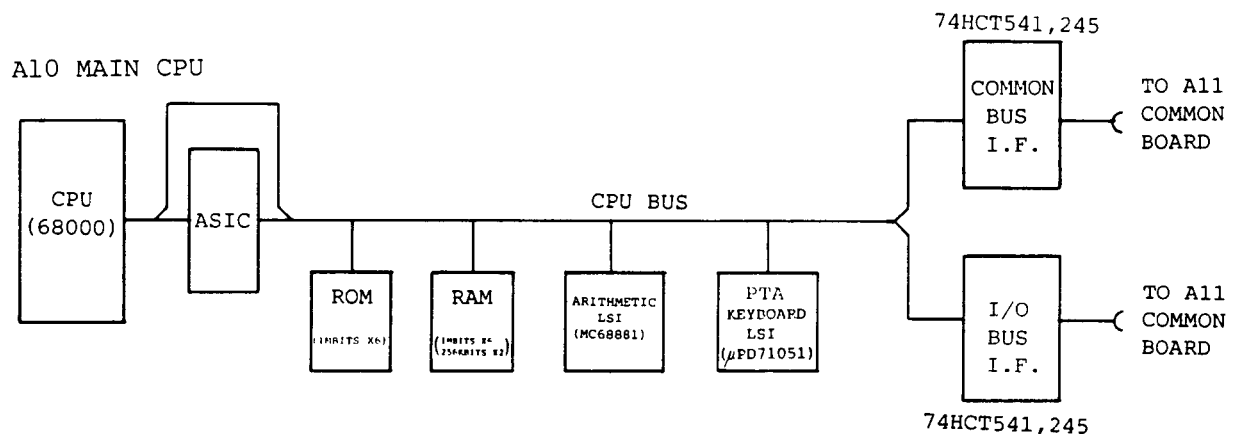 74HCT541,245
A10 MAIN CPU
CPU
(68000)
ASIC
CPU BUS
COMMON
BUS
I.F.
TO A11
COMMON
BOARD
ROM
(1MBITS X6)
RAM
(1MBITS X4
256KBITS X2)
ARITHMETIC
LSI
(MC68881)
PTA
KEYBOARD
LSI
(μPD71051)
I/O
BUS
I.F.
TO A11
COMMON
BOARD
74HCT541,245